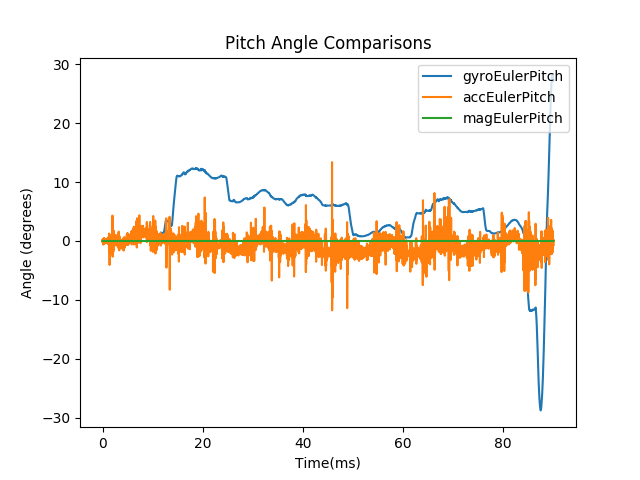 Pitch Angle Comparisons
30
20
10
0
−10
−20
−30
Angle (degrees)
gyroEulerPitch
accEulerPitch
magEulerPitch
0 20 40 60 80
Time(ms)